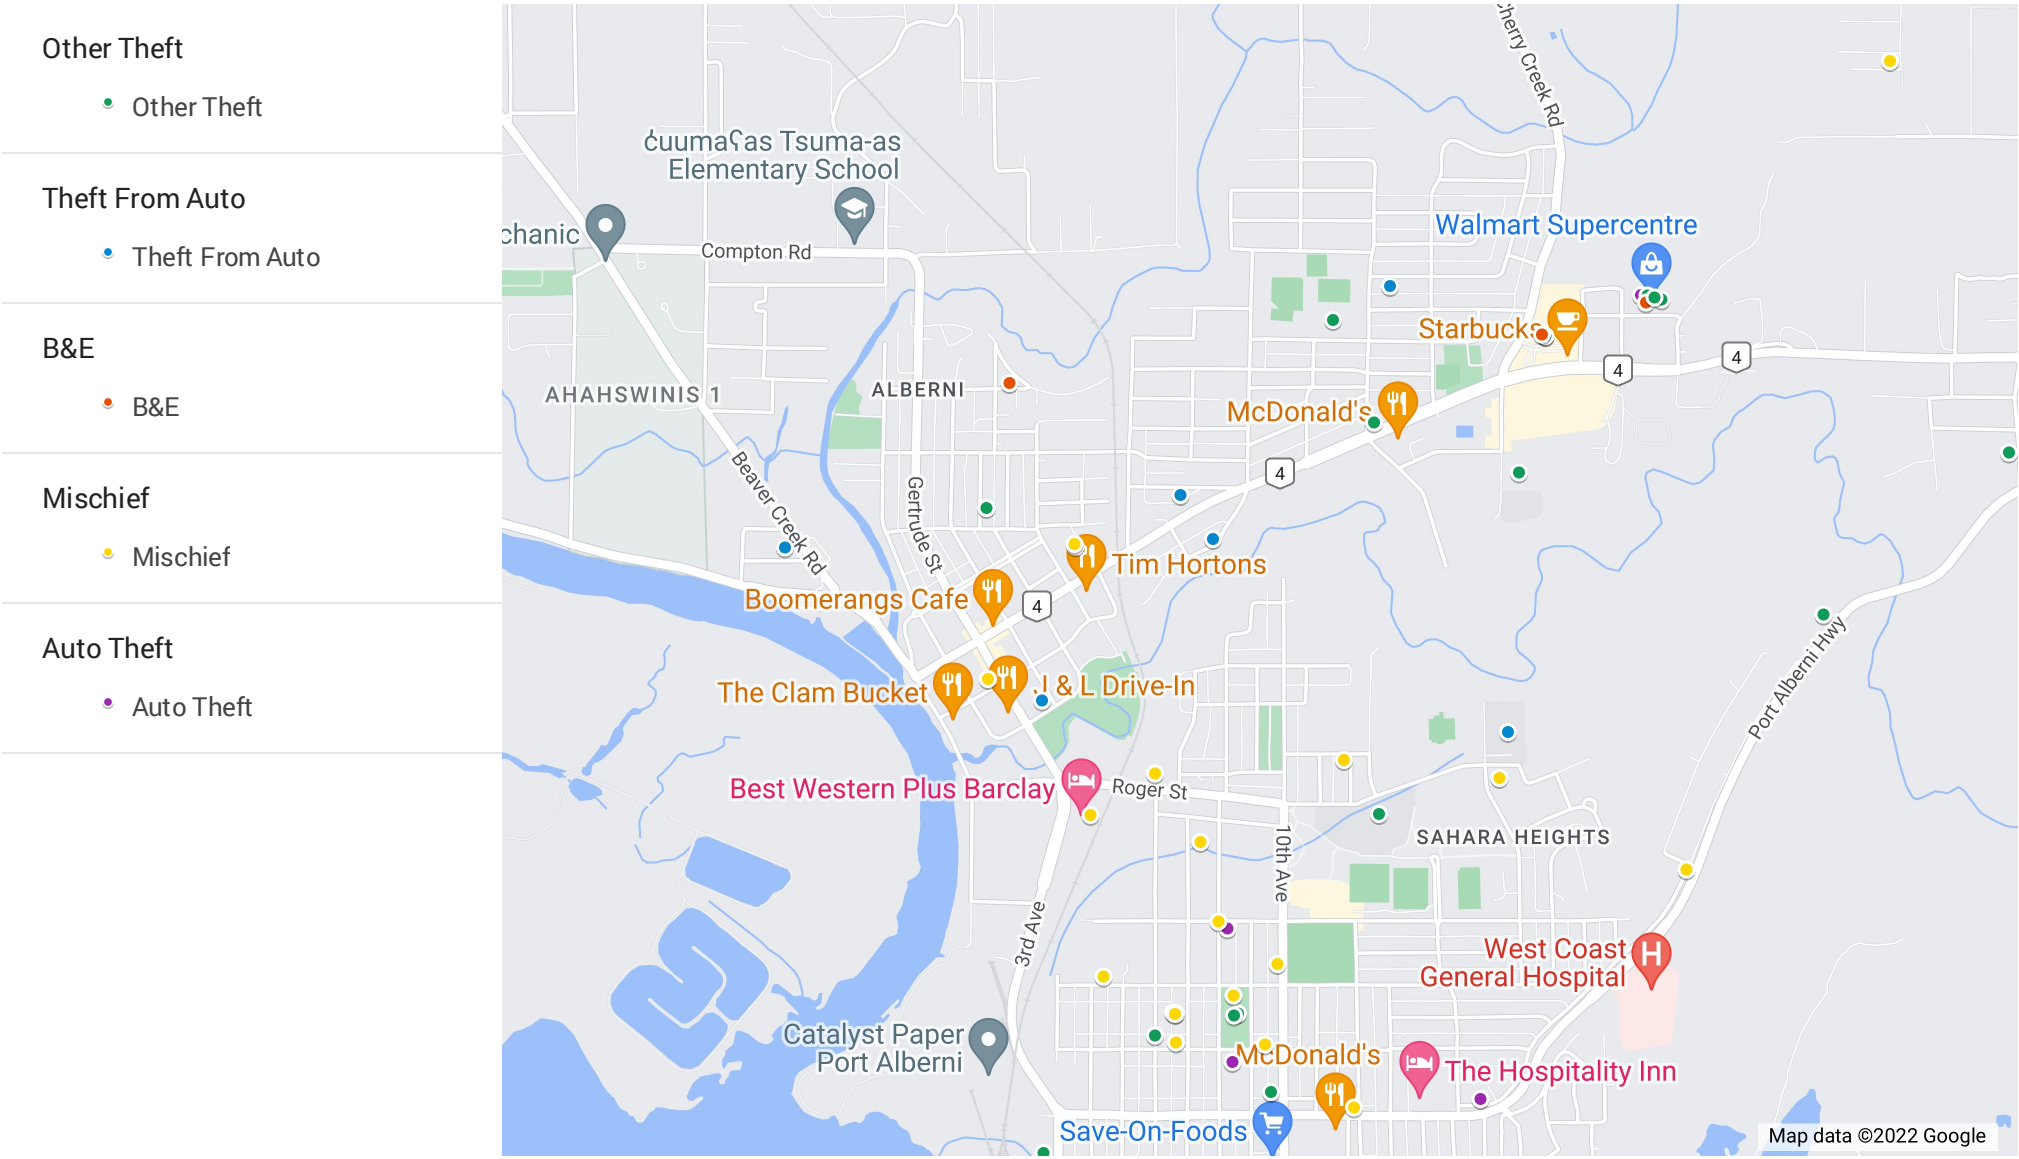 Other Theft
Other Theft
Theft From Auto
Theft From Auto
B&E
B&E
Mischief
Mischief
Auto Theft
Auto Theft
Cherry Creek Rd
c̓uumaʕas Tsuma-as
Elementary School
chanic
Compton Rd
Walmart Supercentre
Starbucks
4
4
AHAHSWINIS 1
ALBERNI
McDonald's
4
Beaver Creek Rd
Gertrude St
Tim Hortons
Boomerangs Cafe
4
The Clam Bucket
J & L Drive-In
Port Alberni Hwy
Best Western Plus Barclay
Roger St
10th Ave
SAHARA HEIGHTS
3rd Ave
West Coast
General Hospital
H
Catalyst Paper
Port Alberni
McDonald's
The Hospitality Inn
Save-On-Foods
Map data ©2022 Google